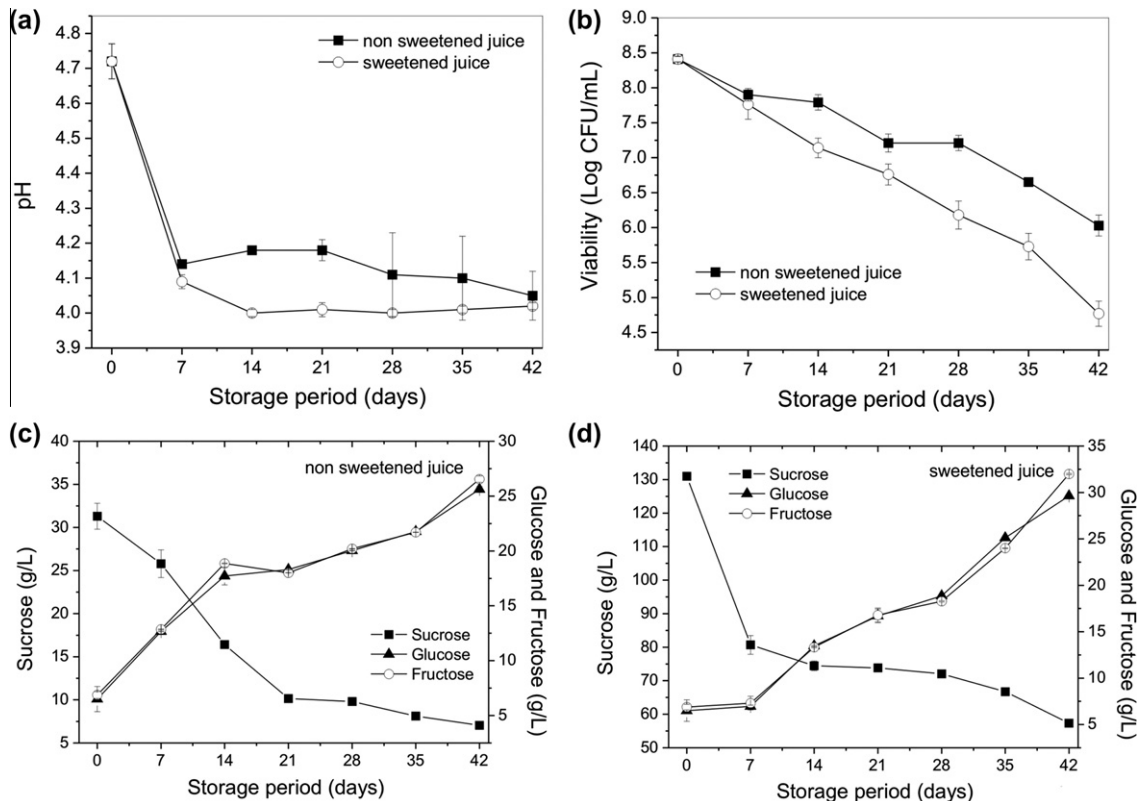 (a)
non sweetened juice
sweetened juice
4.8
4.7
4.6
4.5
4.4
4.3
4.2
4.1
4.0
3.9
pH
0 7 14 21 28 35 42
Storage period (days)
(b)
9.0
8.5
8.0
7.5
7.0
6.5
6.0
5.5
5.0
4.5
Viability (Log CFU/mL)
non sweetened juice
sweetened juice
0 7 14 21 28 35 42
Storage period (days)
(c)
non sweetened juice
40
35
30
25
20
15
10
5
Sucrose (g/L)
30
25
20
15
10
5
Glucose and Fructose (g/L)
Sucrose
Glucose
Fructose
0 7 14 21 28 35 42
Storage period (days)
(d)
sweetened juice
Sucrose
Glucose
Fructose
140
130
120
110
100
90
80
70
60
50
Sucrose (g/L)
35
30
25
20
15
10
5
Glucose and Fructose (g/L)
0 7 14 21 28 35 42
Storage period (days)